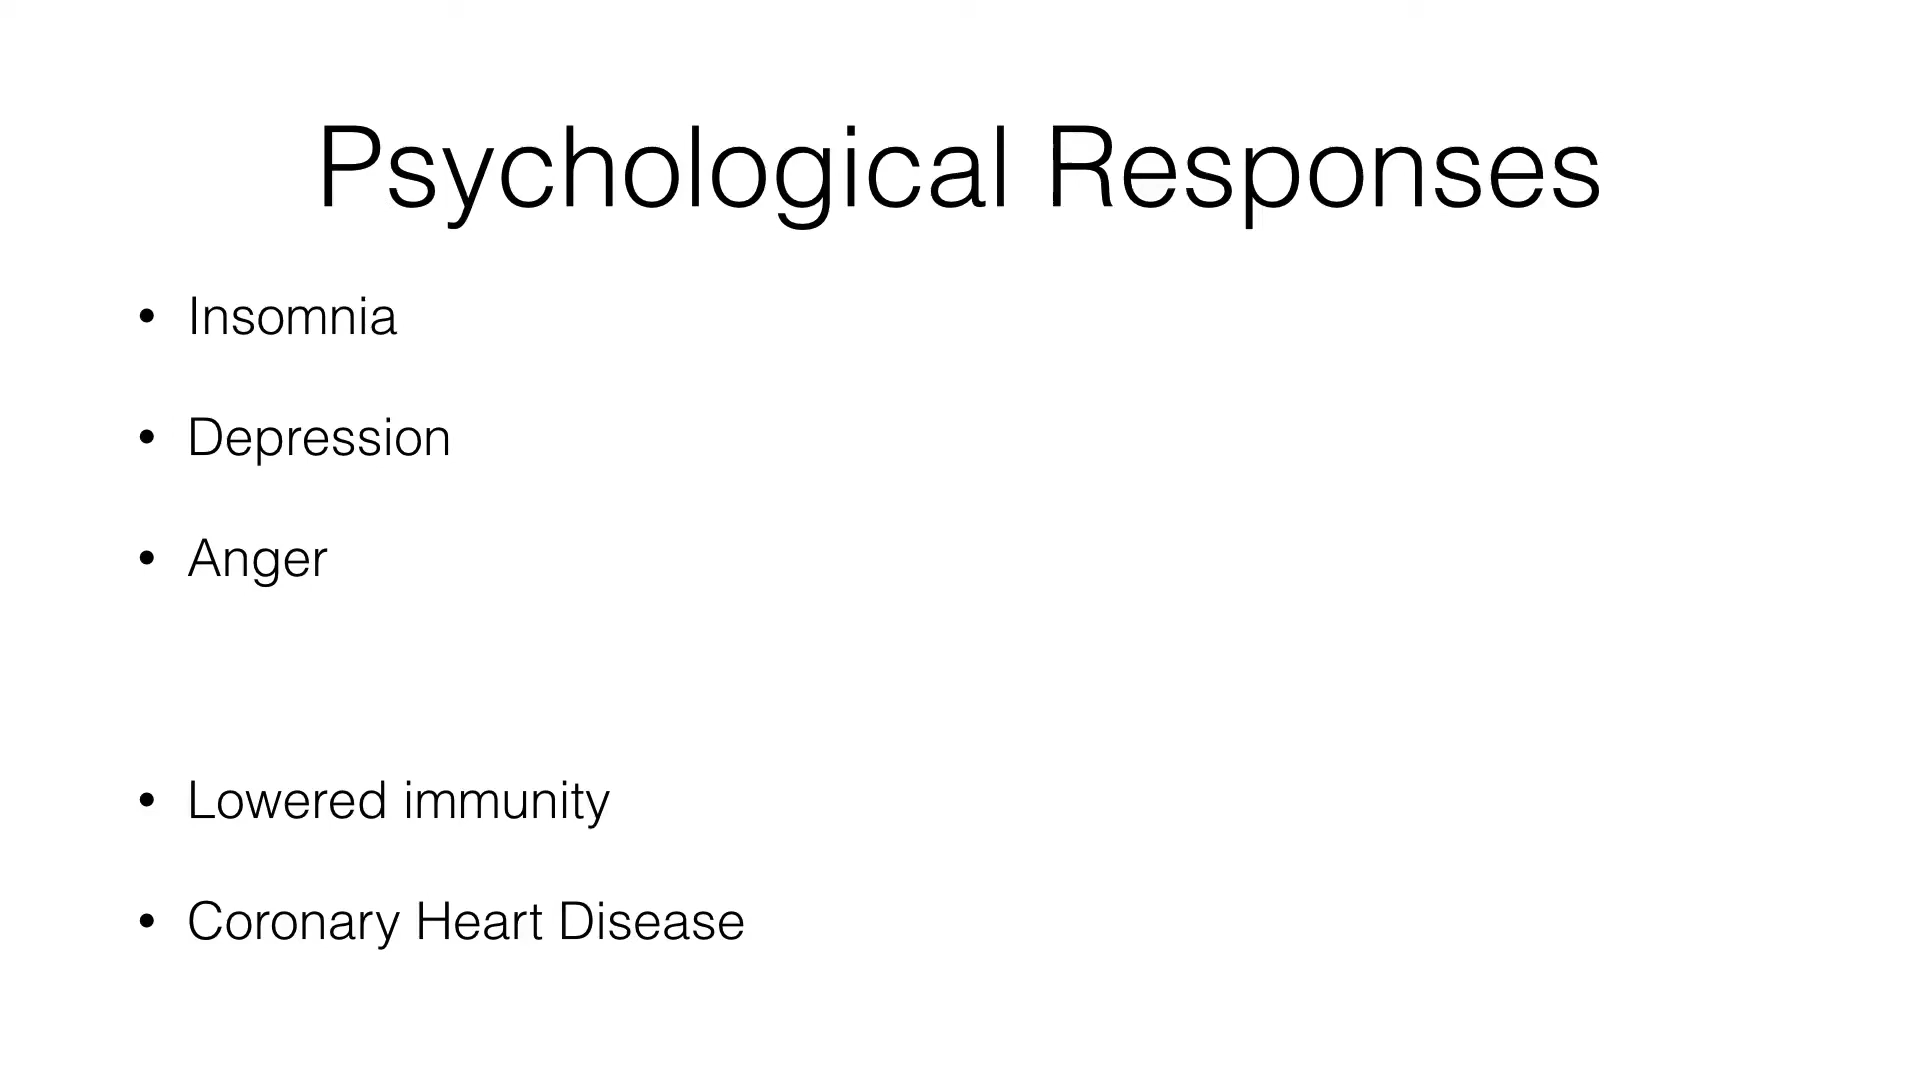 Psychological Responses
• Insomnia
• Depression
• Anger
• Lowered immunity
• Coronary Heart Disease